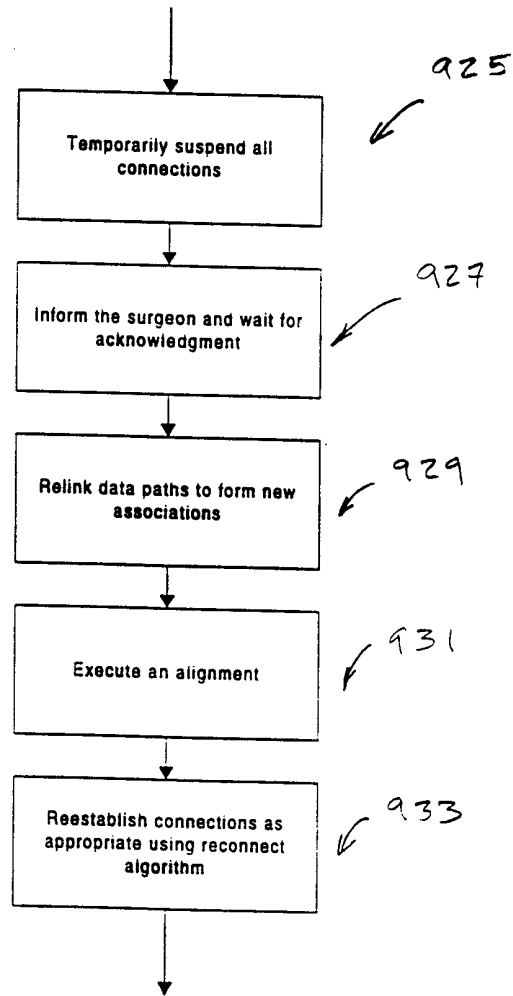 925
Temporarily suspend all
connections
927
Inform the surgeon and wait for
acknowledgment
929
Relink data paths to form new
associations
931
Execute an alignment
933
Reestablish connections as
appropriate using reconnect
algorithm